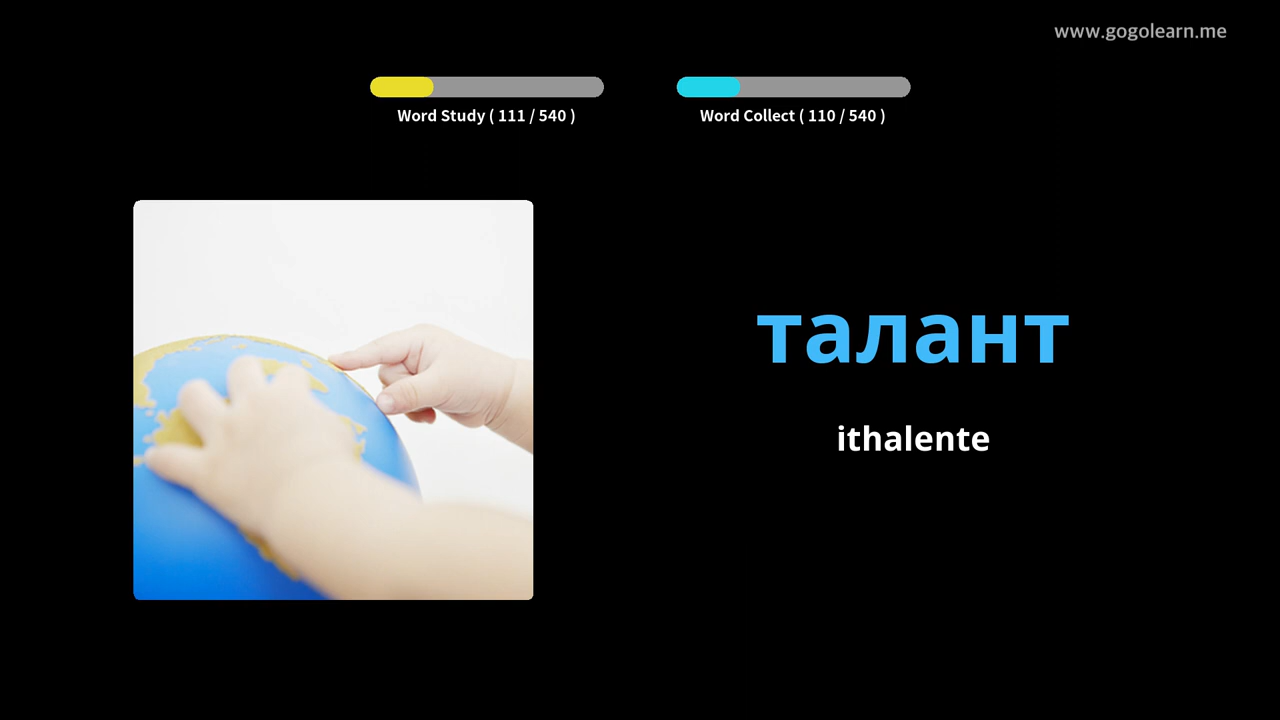 www.gogolearn.me
Word Study ( 111 / 540 )
Word Collect ( 110 / 540 )
талант
ithalente